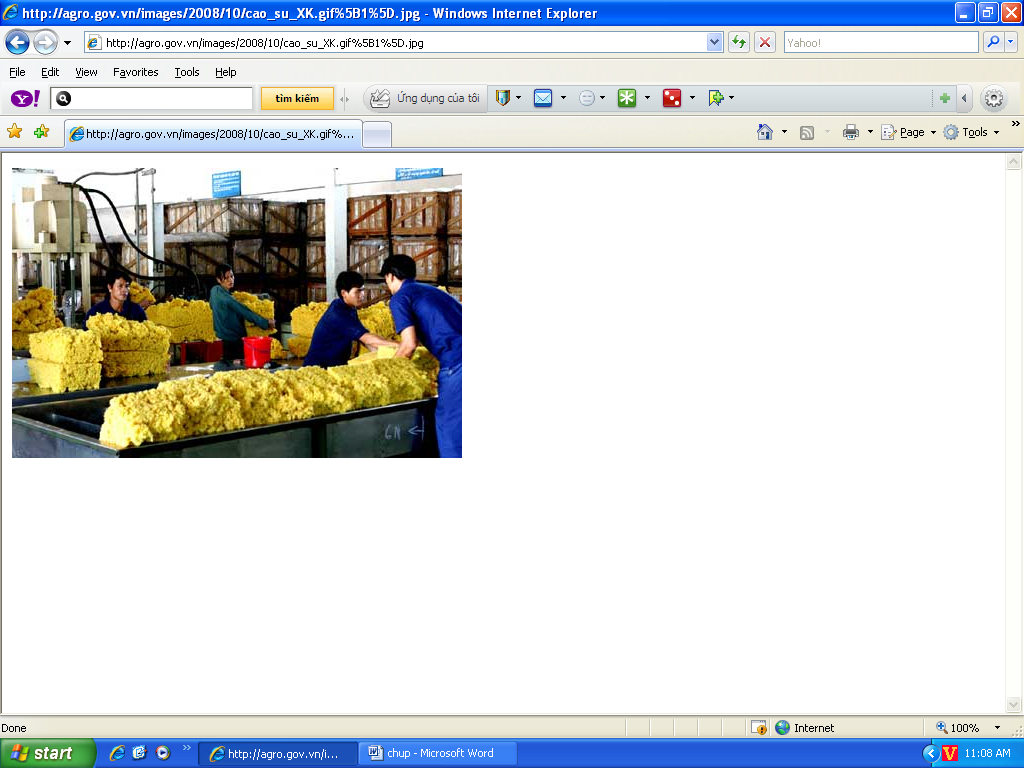 http://agro.gov.vn/images/2008/10/cao_su_XK.gif%5B1%5D.jpg - Windows Internet Explorer
http://agro.gov.vn/images/2008/10/cao_su_XK.gif%5B1%5D.jpg
Yahoo!
File Edit View Favorites Tools Help
Y! tìm kiếm Ứng dụng của tôi
http://agro.gov.vn/images/2008/10/cao_su_XK.gif%...
Page Tools
GN
Done Internet 100%
start http://agro.gov.vn/i... chup - Microsoft Word V 11:08 AM